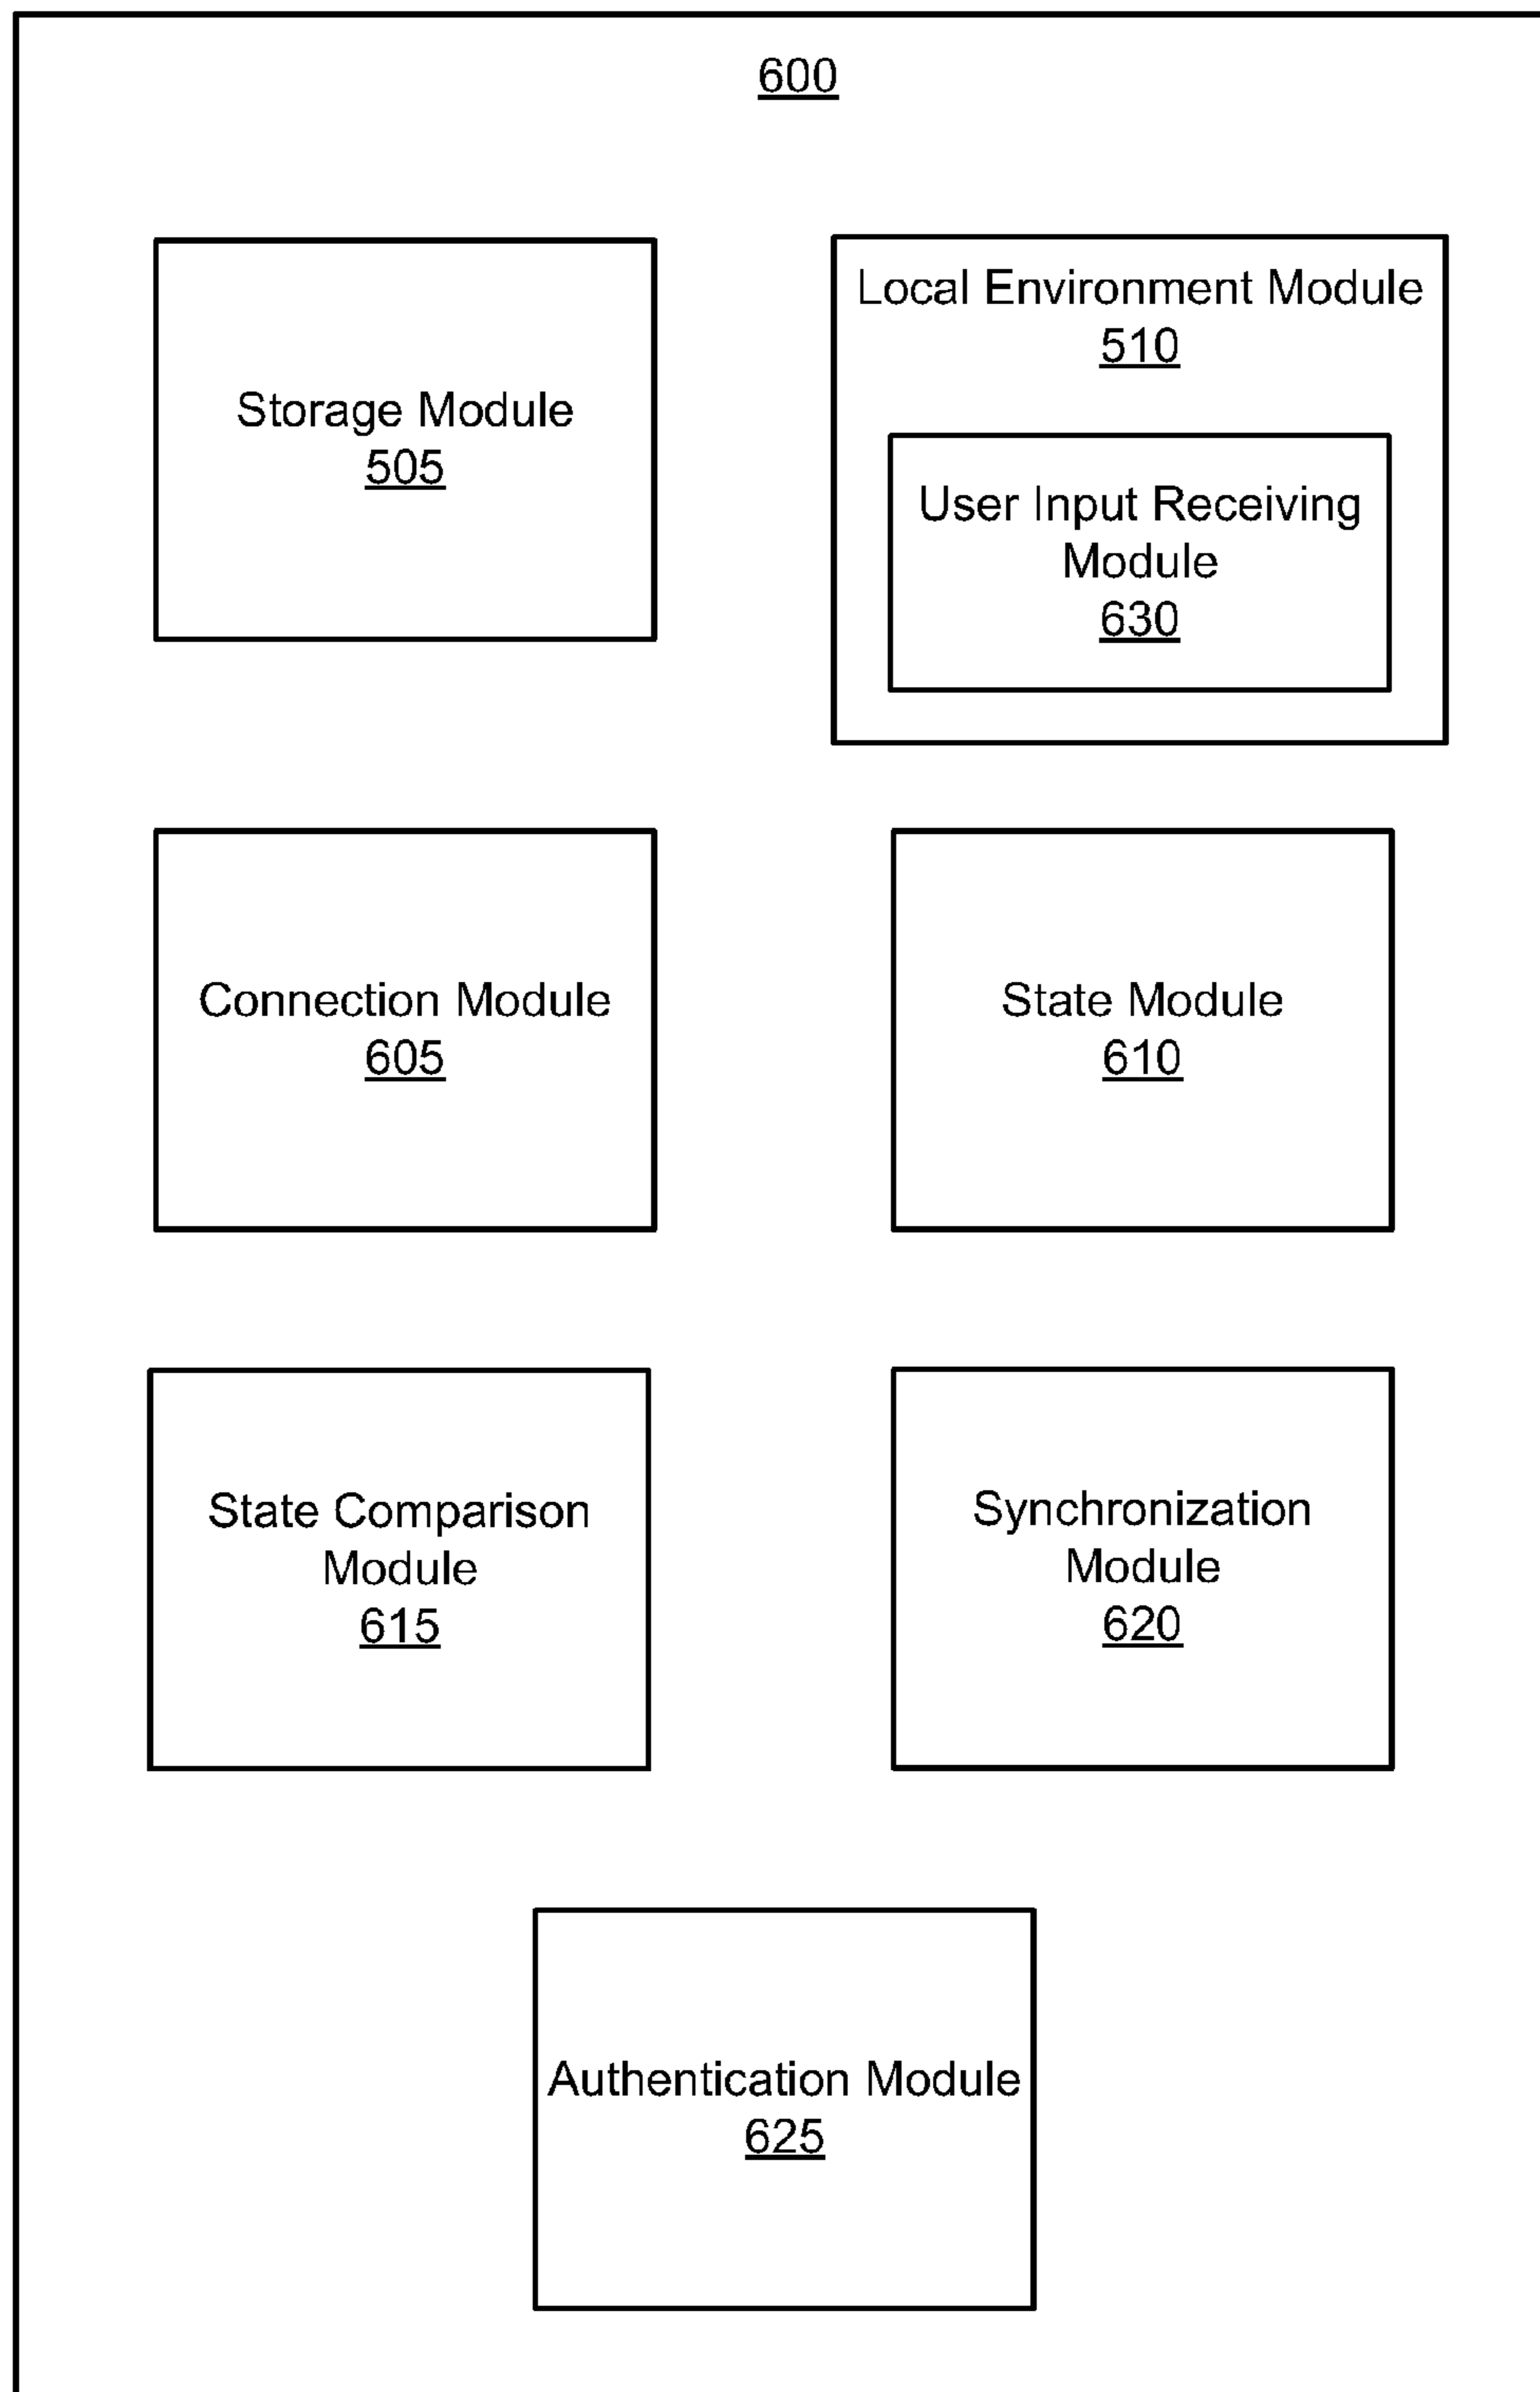 600
Storage Module
505
Local Environment Module
510
User Input Receiving
Module
630
Connection Module
605
State Module
610
State Comparison
Module
615
Synchronization
Module
620
Authentication Module
625